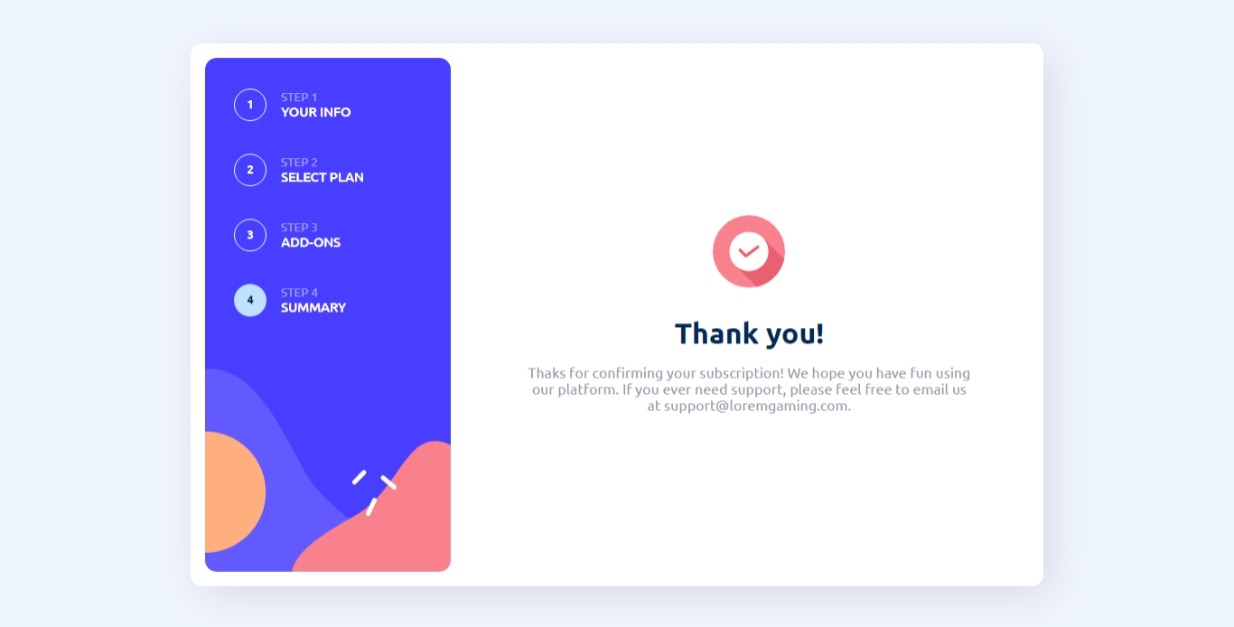 1
STEP 1
YOUR INFO
2
STEP 2
SELECT PLAN
3
STEP 3
ADD-ONS
4
STEP 4
SUMMARY
Thank you!
Thaks for confirming your subscription! We hope you have fun using
our platform. If you ever need support, please feel free to email us
at support@loremgaming.com.